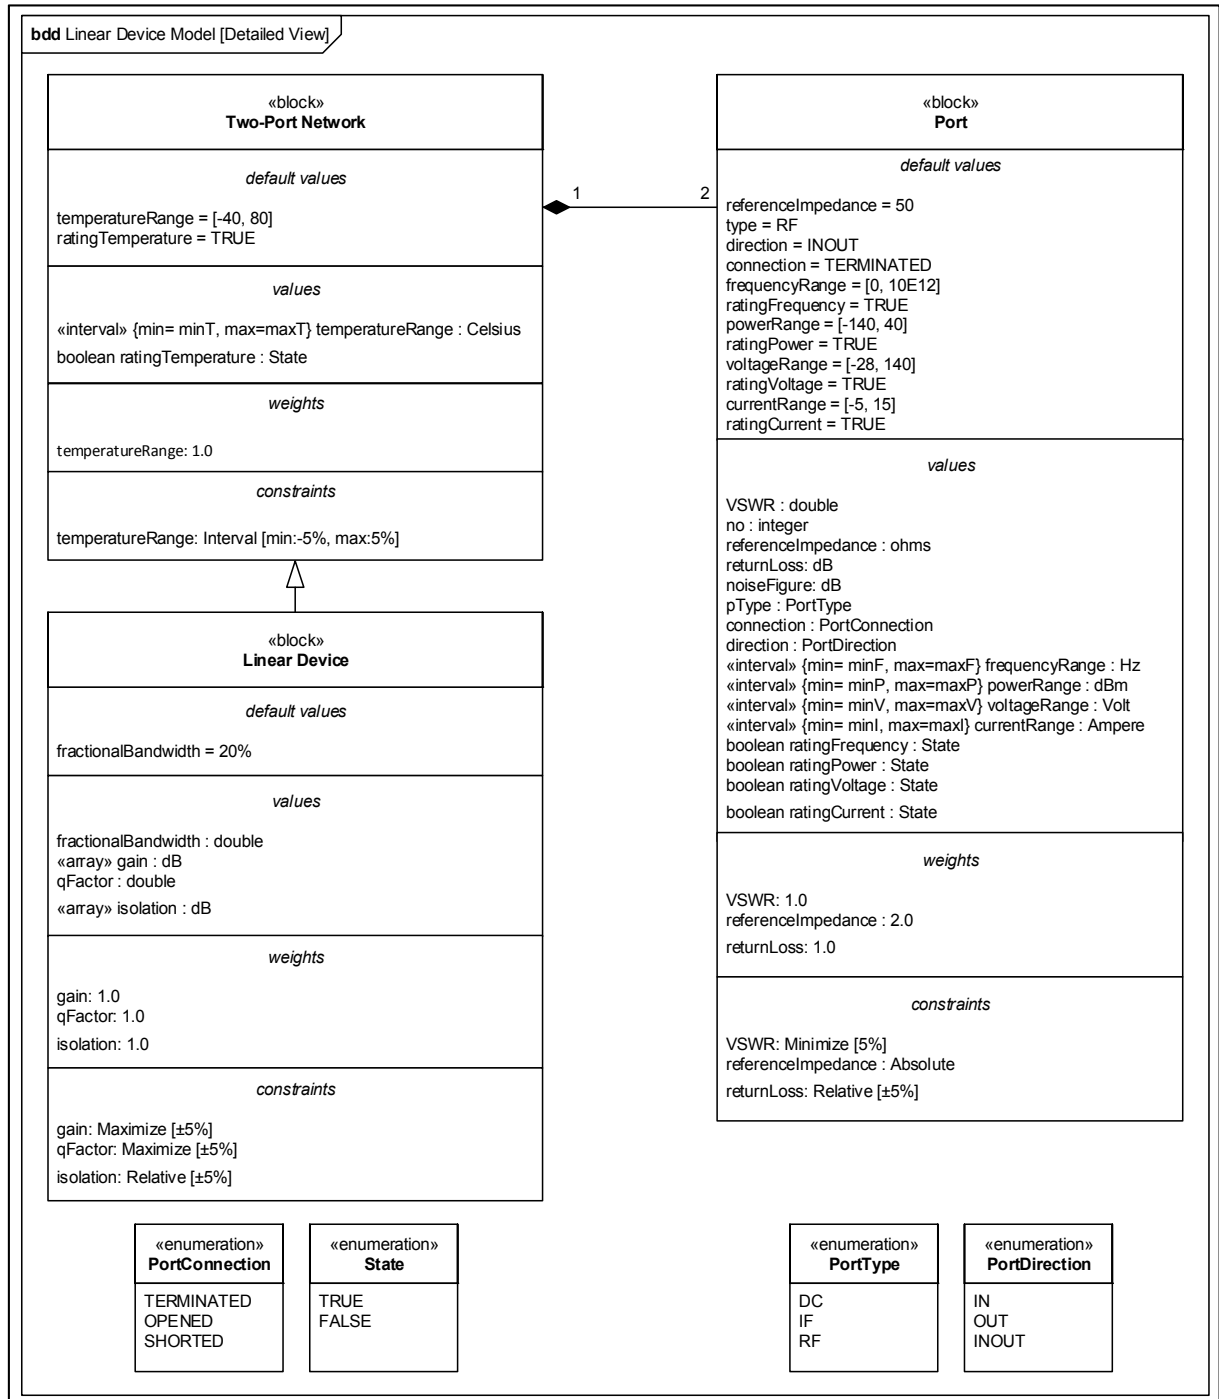 bdd Linear Device Model [Detailed View]
«block»
Two-Port Network
default values
temperatureRange = [-40, 80]
ratingTemperature = TRUE
values
«interval» {min= minT, max=maxT} temperatureRange : Celsius
boolean ratingTemperature : State
weights
temperatureRange: 1.0
constraints
temperatureRange: Interval [min:-5%, max:5%]
1
2
«block»
Port
default values
referenceImpedance = 50
type = RF
direction = INOUT
connection = TERMINATED
frequencyRange = [0, 10E12]
ratingFrequency = TRUE
powerRange = [-140, 40]
ratingPower = TRUE
voltageRange = [-28, 140]
ratingVoltage = TRUE
currentRange = [-5, 15]
ratingCurrent = TRUE
values
VSWR : double
no : integer
referenceImpedance : ohms
returnLoss: dB
noiseFigure: dB
pType : PortType
connection : PortConnection
direction : PortDirection
«interval» {min= minF, max=maxF} frequencyRange : Hz
«interval» {min= minP, max=maxP} powerRange : dBm
«interval» {min= minV, max=maxV} voltageRange : Volt
«interval» {min= minI, max=maxI} currentRange : Ampere
boolean ratingFrequency : State
boolean ratingPower : State
boolean ratingVoltage : State
boolean ratingCurrent : State
weights
VSWR: 1.0
referenceImpedance : 2.0
returnLoss: 1.0
constraints
VSWR: Minimize [5%]
referenceImpedance : Absolute
returnLoss: Relative [±5%]
«block»
Linear Device
default values
fractionalBandwidth = 20%
values
fractionalBandwidth : double
«array» gain : dB
qFactor : double
«array» isolation : dB
weights
gain: 1.0
qFactor: 1.0
isolation: 1.0
constraints
gain: Maximize [±5%]
qFactor: Maximize [±5%]
isolation: Relative [±5%]
«enumeration»
PortConnection
TERMINATED
OPENED
SHORTED
«enumeration»
State
TRUE
FALSE
«enumeration»
PortType
DC
IF
RF
«enumeration»
PortDirection
IN
OUT
INOUT